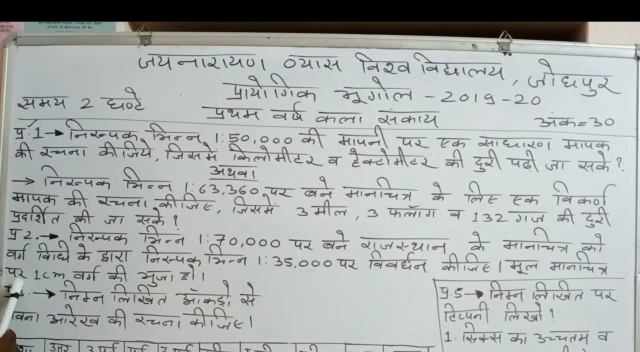 जयनारायण व्यास विश्वविद्यालय, जोधपुर
प्रायोगिक भूगोल - 2019-20
समय 2 घण्टे प्रथम वर्ष कला संकाय अंक=30
प्र.1→ निरूपक भिन्न 1:50,000 की मापनी पर एक साधारण मापक
की रचना कीजिये, जिसमें किलोमीटर व हैक्टोमीटर की दूरी पढी जा सके?
अथवा
→ निरूपक भिन्न 1:63,360 पर बने मानचित्र के लिए एक विकर्ण
मापक की रचना कीजिए, जिसमें 3 मील, 3 फर्लांग व 132 गज की दूरी
प्रदर्शित की जा सके?
प्र 2.→ निरूपक भिन्न 1:70,000 पर बने राजस्थान के मानचित्र को
वर्ग विधि के द्वारा निरूपक भिन्न 1:35,000 पर विवर्धन कीजिए। मूल मानचित्र
पर 1cm वर्ग की भुजा हो।
→ निम्न लिखित आँकड़ो से
आरेख की रचना कीजिए।
प्र.5→ निम्न लिखित पर
टिप्पणी लिखो?
1. सिक्स का उच्चतम व